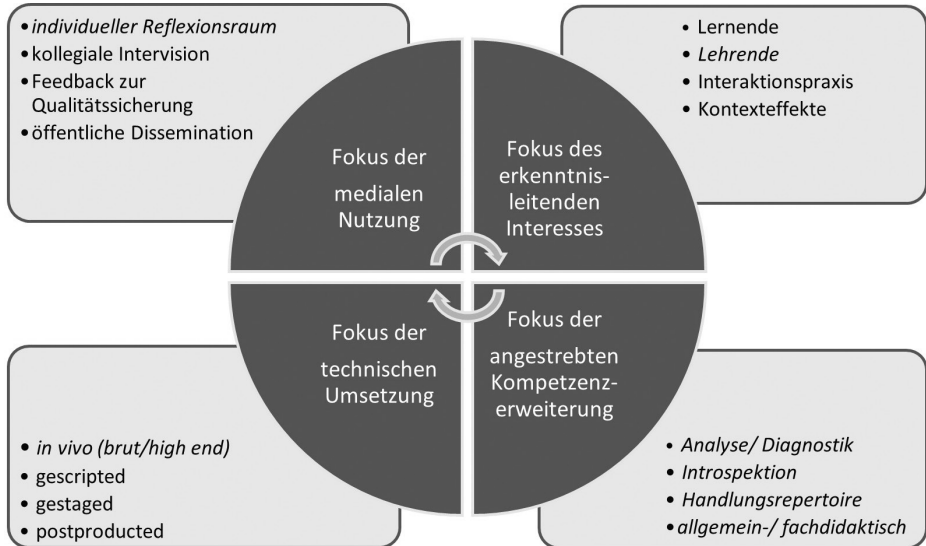 • individueller Reflexionsraum
• kollegiale Intervision
• Feedback zur
Qualitätssicherung
• öffentliche Dissemination
• Lernende
• Lehrende
• Interaktionspraxis
• Kontexteffekte
Fokus der
medialen
Nutzung
Fokus des
erkenntnis-
leitenden
Interesses
Fokus der
technischen
Umsetzung
Fokus der
angestrebten
Kompetenz-
erweiterung
• in vivo (brut/high end)
• gescripted
• gestaged
• postproducted
• Analyse/ Diagnostik
• Introspektion
• Handlungsrepertoire
• allgemein-/ fachdidaktisch